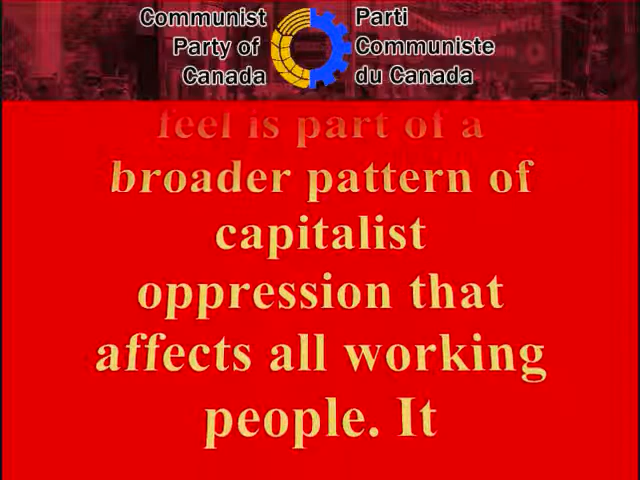 Communist
Party of
Canada
Parti
Communiste
du Canada
feel is part of a
broader pattern of
capitalist
oppression that
affects all working
people. It